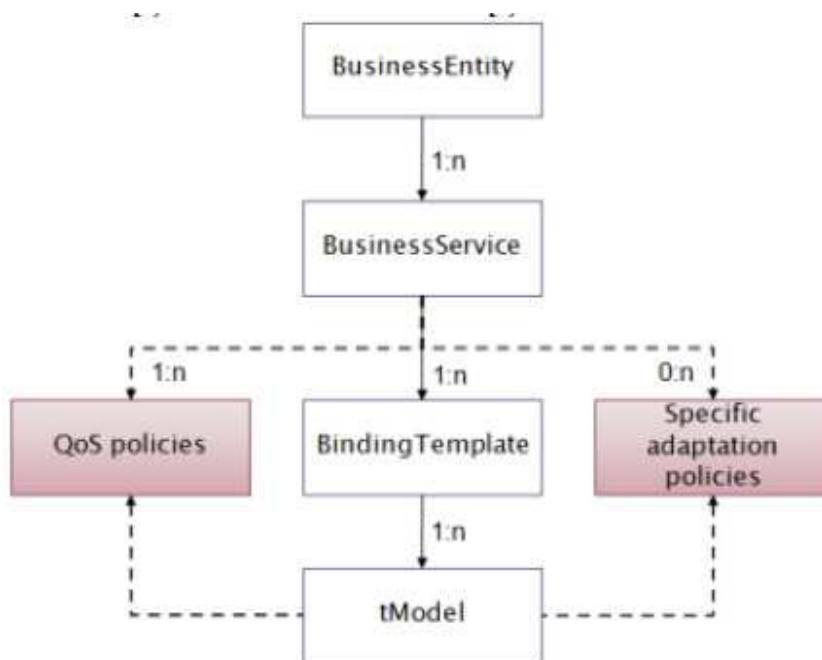 BusinessEntity
1:n
BusinessService
1:n
1:n
0:n
QoS policies
BindingTemplate
Specific
adaptation
policies
1:n
tModel